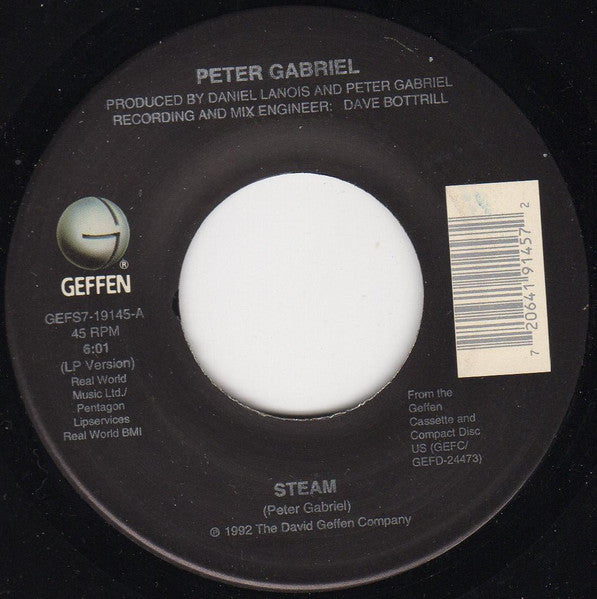 PETER GABRIEL
PRODUCED BY DANIEL LANOIS AND PETER GABRIEL
RECORDING AND MIX ENGINEER: DAVE BOTTRILL
G
®
GEFFEN
GEFS7-19145-A
45 RPM
6:01
(LP Version)
Real World
Music Ltd./
Pentagon
Lipservices
Real World BMI
7 20641 91457 2
From the
Geffen
Cassette and
Compact Disc
US (GEFC/
GEFD-24473)
STEAM
(Peter Gabriel)
℗ 1992 The David Geffen Company